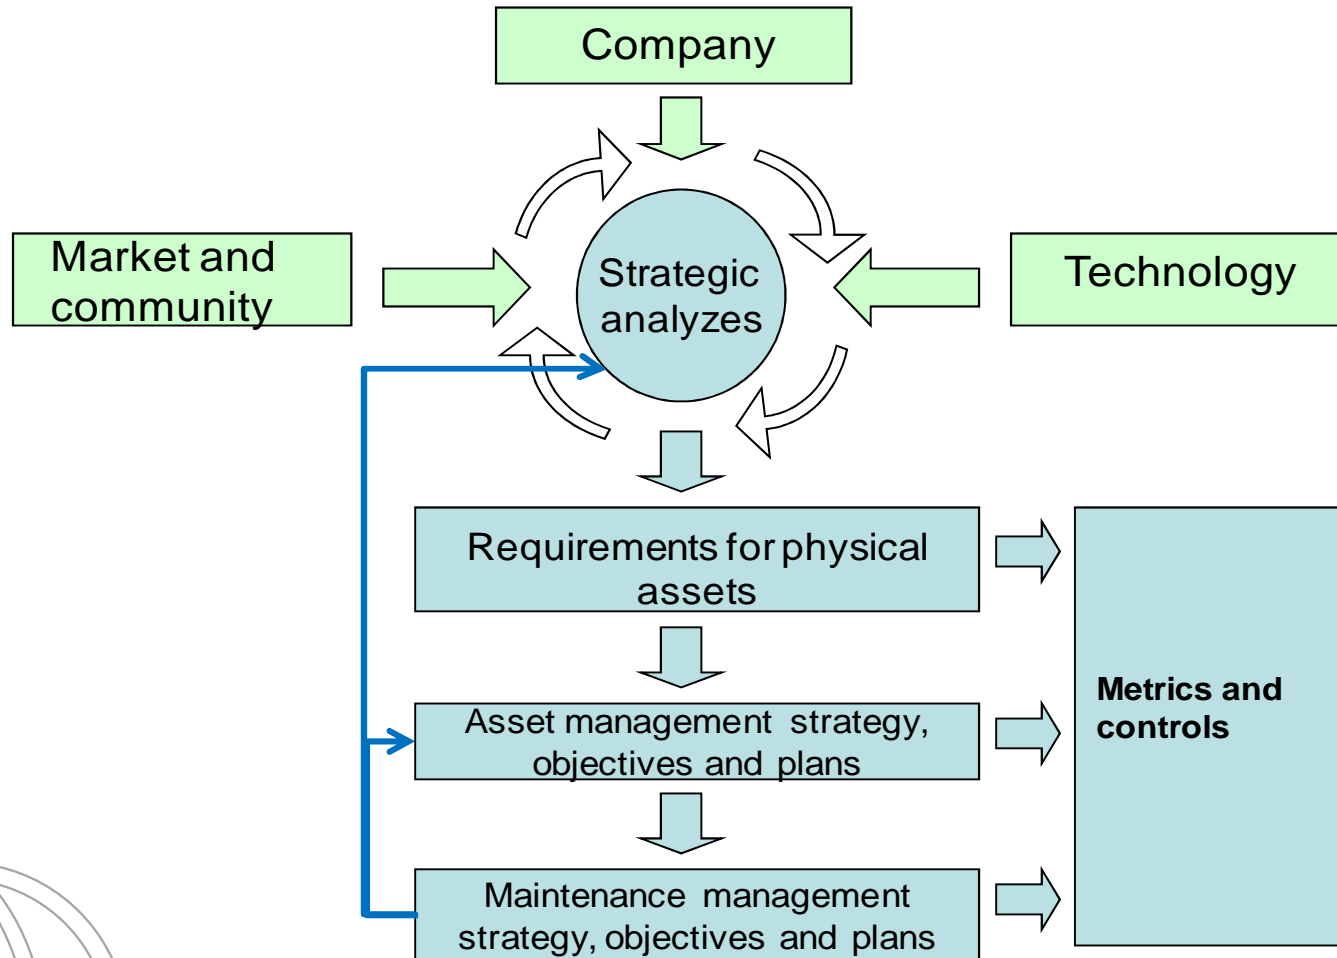 Company
Market and
community
Technology
Strategic
analyzes
Requirements for physical
assets
Asset management strategy,
objectives and plans
Maintenance management
strategy, objectives and plans
Metrics and
controls